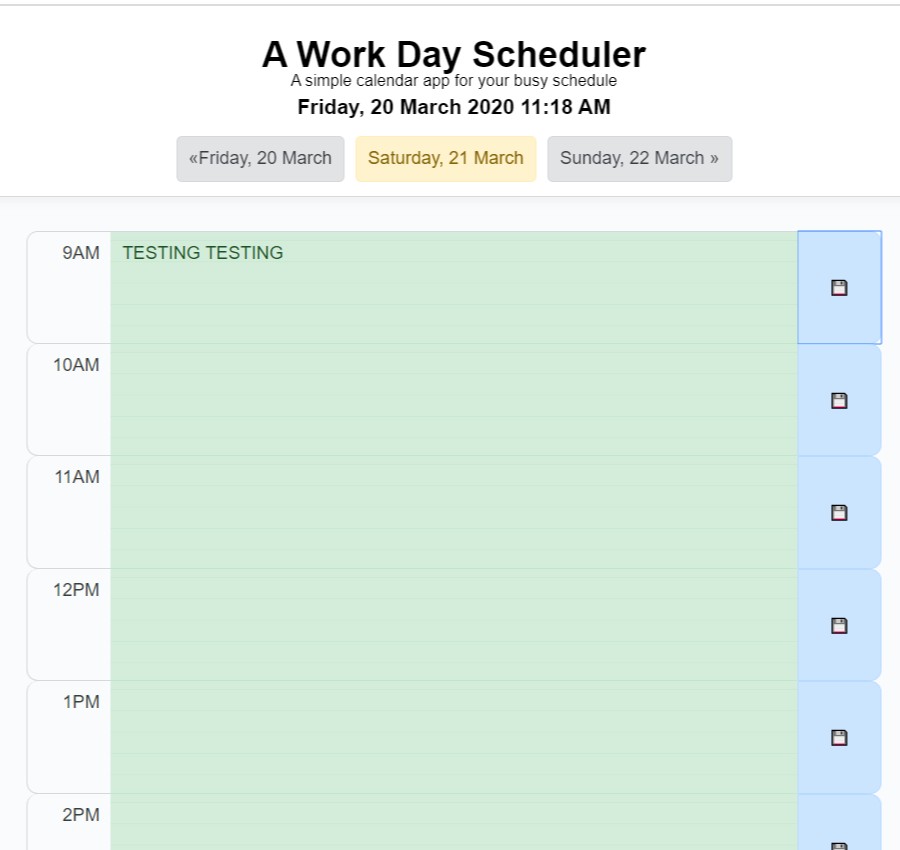 A Work Day Scheduler
A simple calendar app for your busy schedule
Friday, 20 March 2020 11:18 AM
«Friday, 20 March Saturday, 21 March Sunday, 22 March »
9AM TESTING TESTING
10AM
11AM
12PM
1PM
2PM